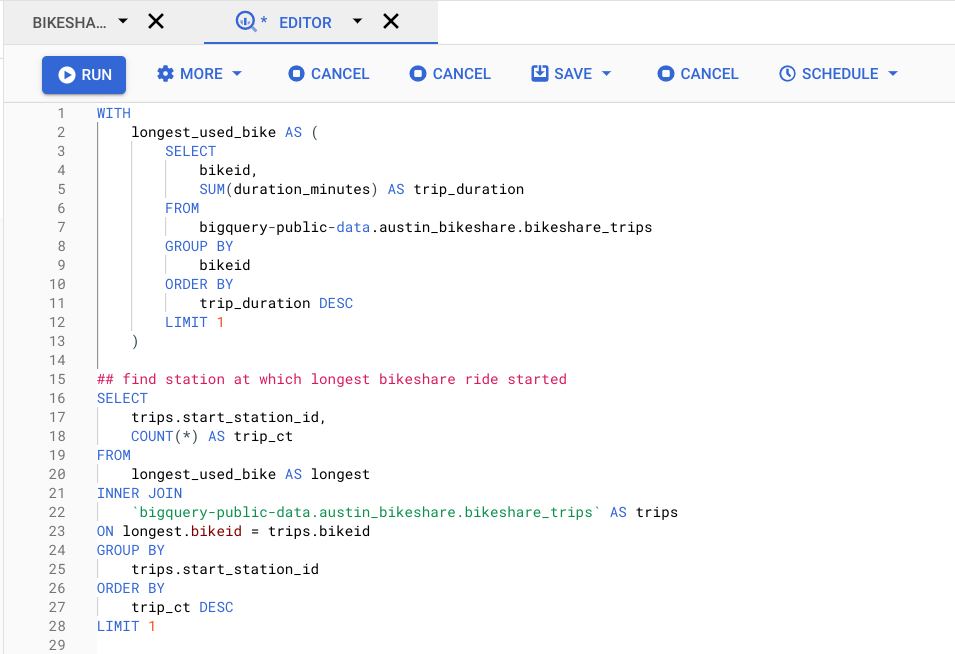 BIKESHA... * EDITOR
RUN MORE CANCEL CANCEL SAVE CANCEL SCHEDULE
1 WITH
2 longest_used_bike AS (
3 SELECT
4 bikeid,
5 SUM(duration_minutes) AS trip_duration
6 FROM
7 bigquery-public-data.austin_bikeshare.bikeshare_trips
8 GROUP BY
9 bikeid
10 ORDER BY
11 trip_duration DESC
12 LIMIT 1
13 )
14
15 ## find station at which longest bikeshare ride started
16 SELECT
17 trips.start_station_id,
18 COUNT(*) AS trip_ct
19 FROM
20 longest_used_bike AS longest
21 INNER JOIN
22 `bigquery-public-data.austin_bikeshare.bikeshare_trips` AS trips
23 ON longest.bikeid = trips.bikeid
24 GROUP BY
25 trips.start_station_id
26 ORDER BY
27 trip_ct DESC
28 LIMIT 1
29